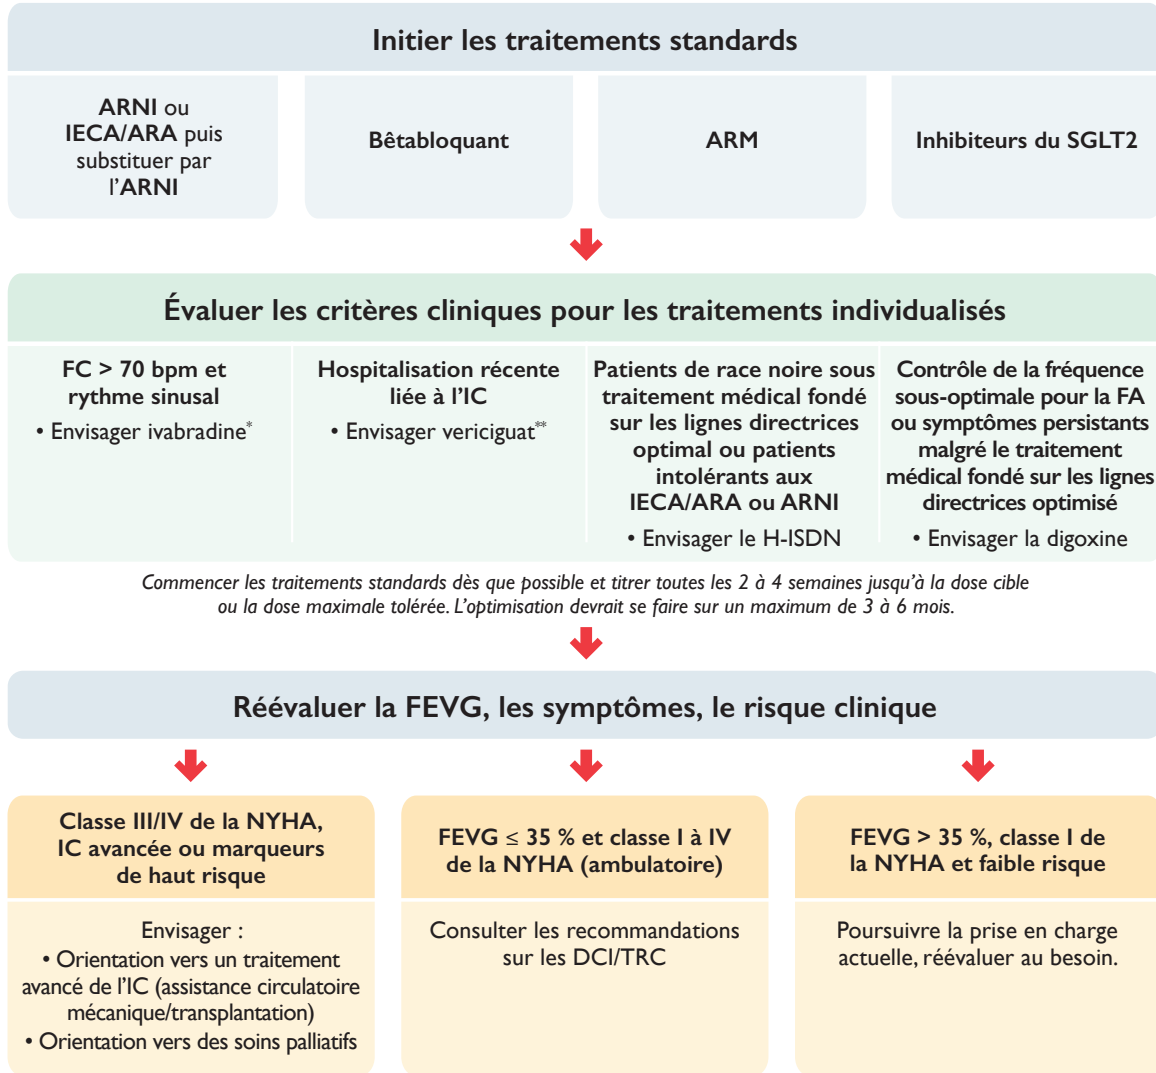 Initier les traitements standards
ARNI ou
IECA/ARA puis
substituer par
l'ARNI
Bêtabloquant
ARM
Inhibiteurs du SGLT2
Évaluer les critères cliniques pour les traitements individualisés
FC > 70 bpm et
rythme sinusal
• Envisager ivabradine*
Hospitalisation récente
liée à l'IC
• Envisager vericiguat**
Patients de race noire sous
traitement médical fondé
sur les lignes directrices
optimal ou patients
intolérants aux
IECA/ARA ou ARNI
• Envisager le H-ISDN
Contrôle de la fréquence
sous-optimale pour la FA
ou symptômes persistants
malgré le traitement
médical fondé sur les lignes
directrices optimisé
• Envisager la digoxine
Commencer les traitements standards dès que possible et titrer toutes les 2 à 4 semaines jusqu'à la dose cible
ou la dose maximale tolérée. L'optimisation devrait se faire sur un maximum de 3 à 6 mois.
Réévaluer la FEVG, les symptômes, le risque clinique
Classe III/IV de la NYHA,
IC avancée ou marqueurs
de haut risque
Envisager :
• Orientation vers un traitement
avancé de l'IC (assistance circulatoire
mécanique/transplantation)
• Orientation vers des soins palliatifs
FEVG ≤ 35 % et classe I à IV
de la NYHA (ambulatoire)
Consulter les recommandations
sur les DCI/TRC
FEVG > 35 %, classe I de
la NYHA et faible risque
Poursuivre la prise en charge
actuelle, réévaluer au besoin.